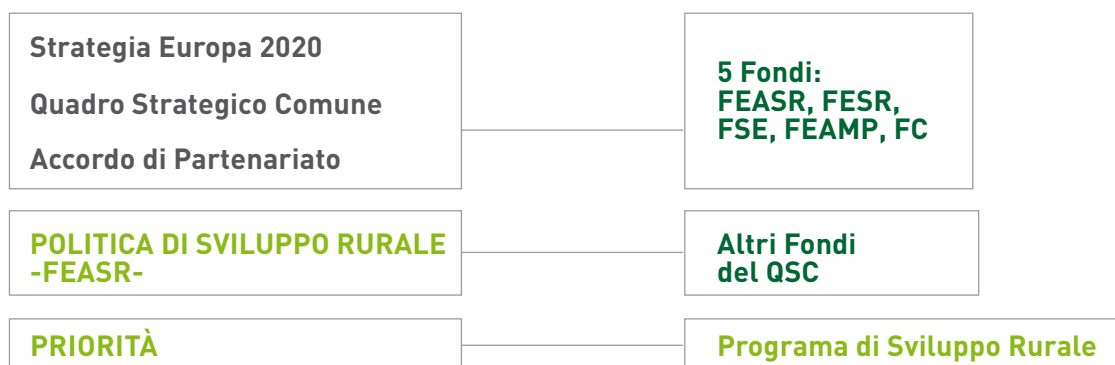 Strategia Europa 2020
Quadro Strategico Comune
Accordo di Partenariato
5 Fondi:
FEASR, FESR,
FSE, FEAMP, FC
POLITICA DI SVILUPPO RURALE
-FEASR-
Altri Fondi
del QSC
PRIORITÀ
Programa di Sviluppo Rurale